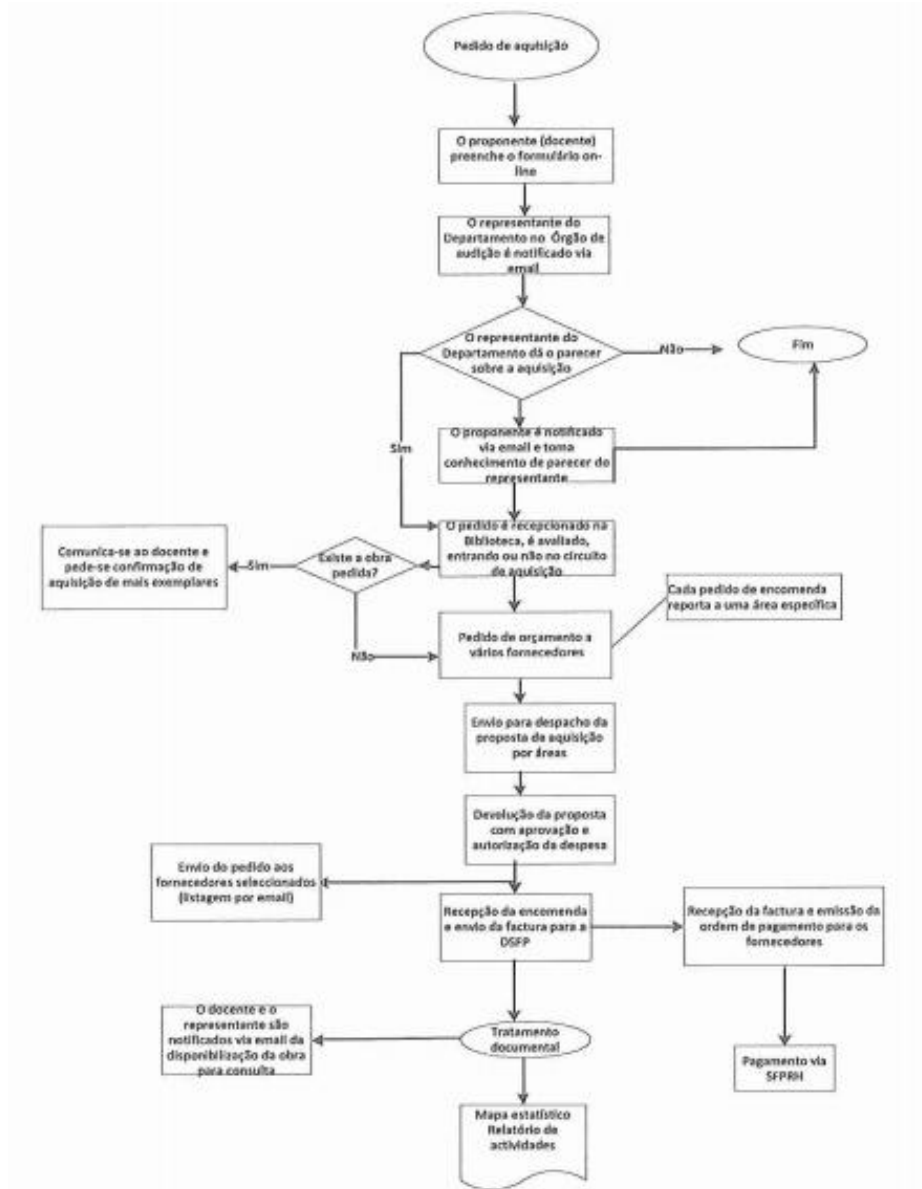 Pedido de aquisição
O proponente (docente)
preenche o formulário on-
line
O representante do
Departamento no Órgão de
audição é notificado via
email
O representante do
Departamento dá o parecer
sobre a aquisição
Não
Fim
Sim
O proponente é notificado
via email e toma
conhecimento de parecer do
representante
O pedido é recepcionado na
Biblioteca, é avaliado,
entrando ou não no circuito
de aquisição
Existe a obra
pedida?
Sim
Comunica-se ao docente e
pede-se confirmação de
aquisição de mais exemplares
Não
Cada pedido de encomenda
reporta a uma área específica
Pedido de orçamento a
vários fornecedores
Envio para despacho da
proposta de aquisição
por áreas
Devolução da proposta
com aprovação e
autorização da despesa
Envio do pedido aos
fornecedores seleccionados
(listagem por email)
Recepção da encomenda
e envio da factura para a
DSFP
Recepção da factura e emissão da
ordem de pagamento para os
fornecedores
Tratamento
documental
O docente e o
representante são
notificados via email da
disponibilização da obra
para consulta
Pagamento via
SFPRH
Mapa estatístico
Relatório de
actividades